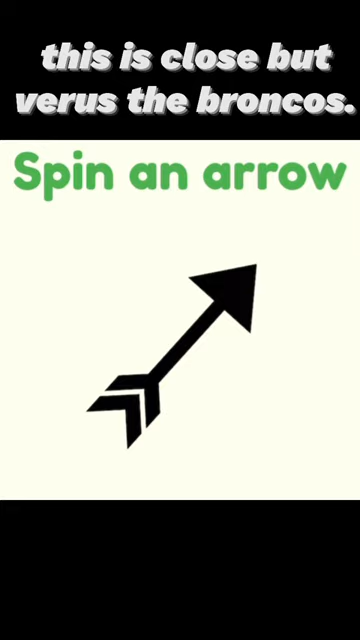 this is close but
verus the broncos.
Spin an arrow